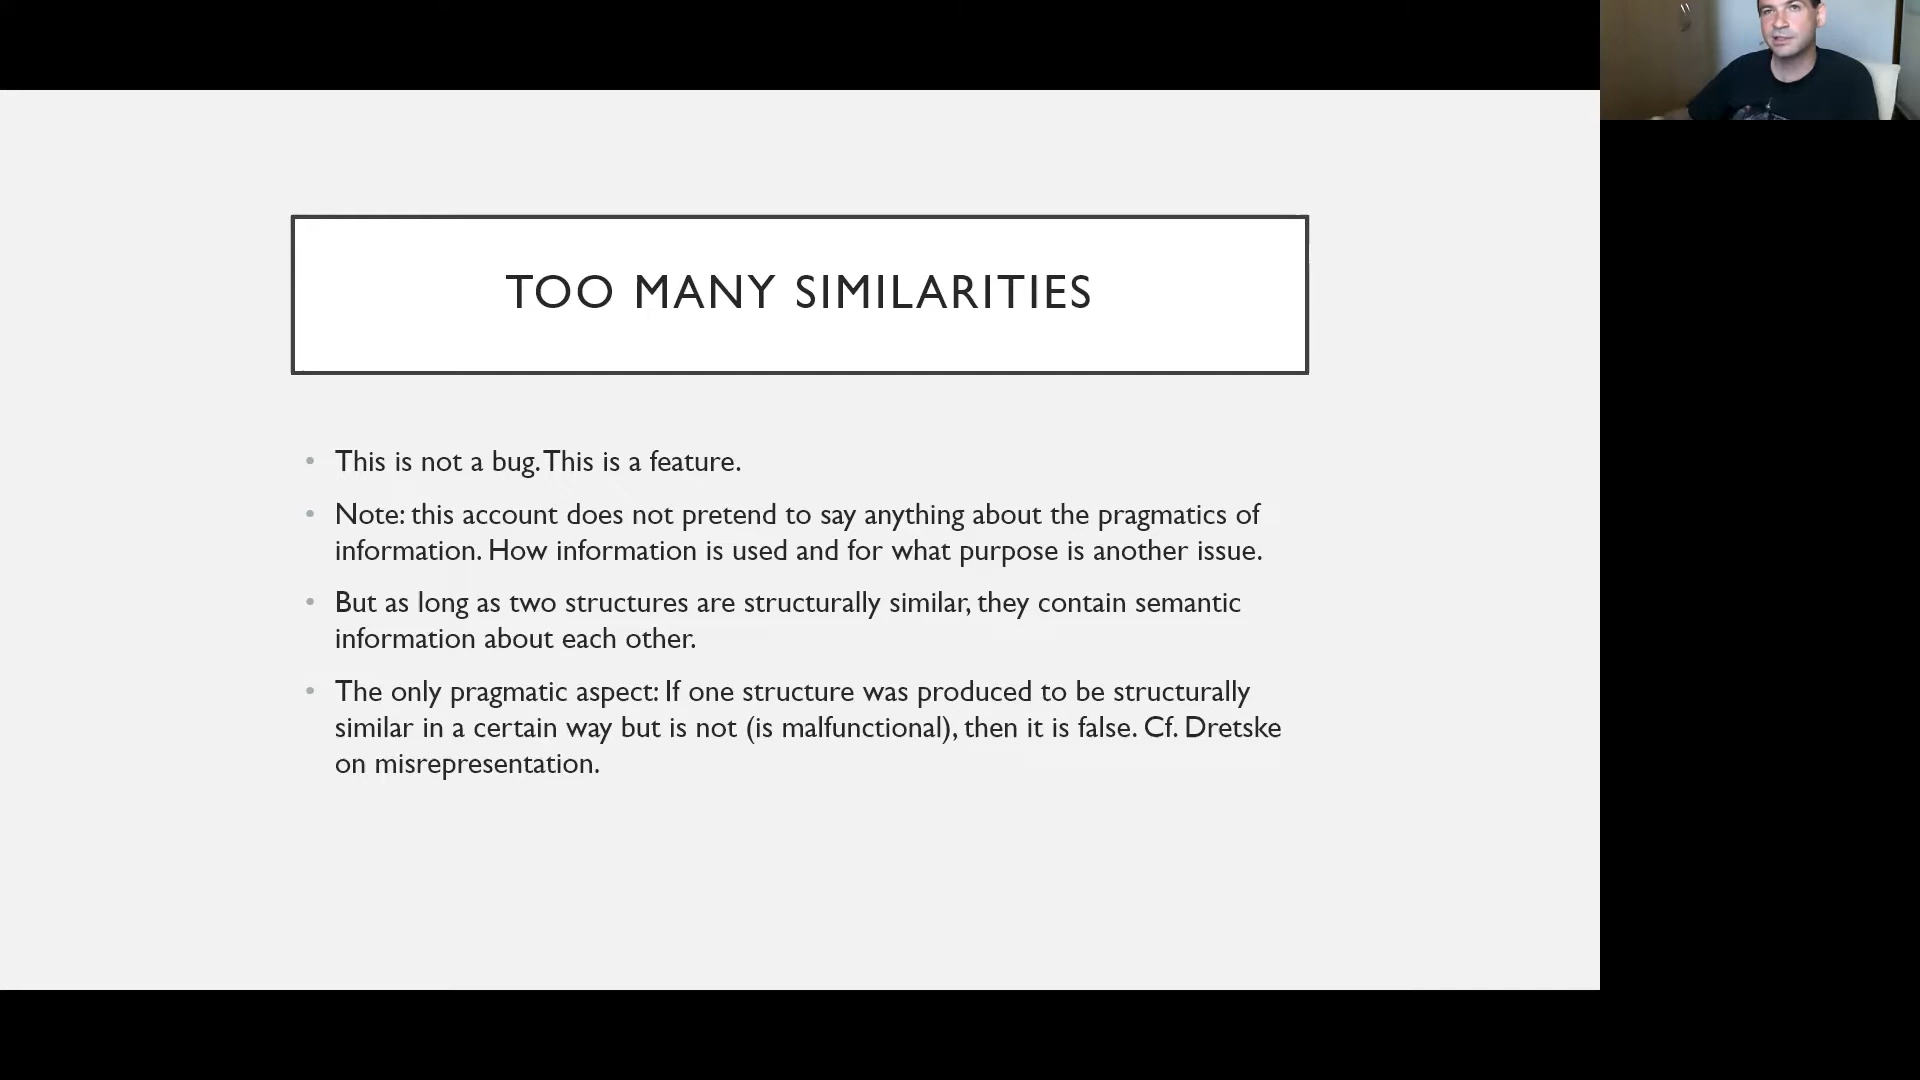 TOO MANY SIMILARITIES
• This is not a bug. This is a feature.
• Note: this account does not pretend to say anything about the pragmatics of
information. How information is used and for what purpose is another issue.
• But as long as two structures are structurally similar, they contain semantic
information about each other.
• The only pragmatic aspect: If one structure was produced to be structurally
similar in a certain way but is not (is malfunctional), then it is false. Cf. Dretske
on misrepresentation.